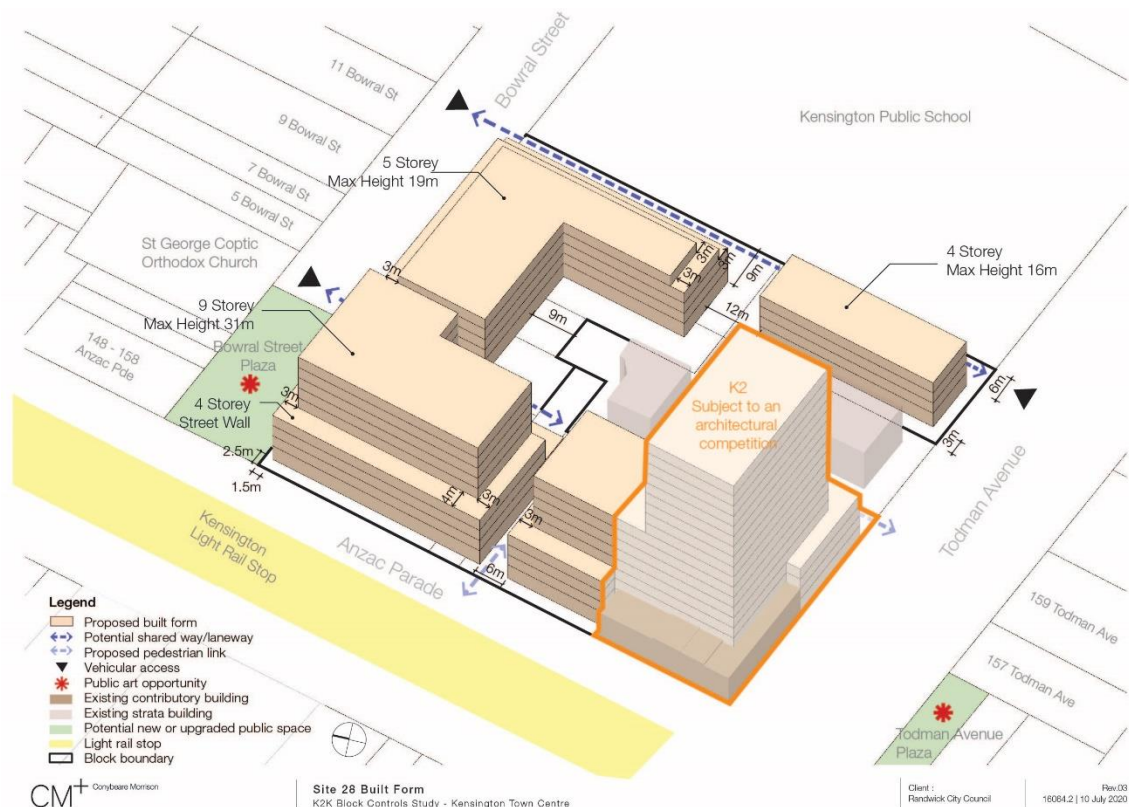 11 Bowral St
9 Bowral St
7 Bowral St
5 Bowral St
Bowral Street
Kensington Public School
5 Storey
Max Height 19m
St George Coptic
Orthodox Church
4 Storey
Max Height 16m
3m
3m
3m
3m
9m
12m
9 Storey
Max Height 31m
9m
148 - 158
Anzac Pde
Bowral Street
Plaza
K2
Subject to an
architectural
competition
6m
3m
3m
4 Storey
Street Wall
2.5m
1.5m
4m
3m
3m
6m
Kensington
Light Rail Stop
Anzac Parade
Todman Avenue
159 Todman Ave
157 Todman Ave
Todman Avenue
Plaza
Legend
Proposed built form
Potential shared way/laneway
Proposed pedestrian link
Vehicular access
Public art opportunity
Existing contributory building
Existing strata building
Potential new or upgraded public space
Light rail stop
Block boundary
CM+ Conybeare Morrison
Site 28 Built Form
K2K Block Controls Study - Kensington Town Centre
Client :
Randwick City Council
Rev.03
16064.2 | 10 July 2020